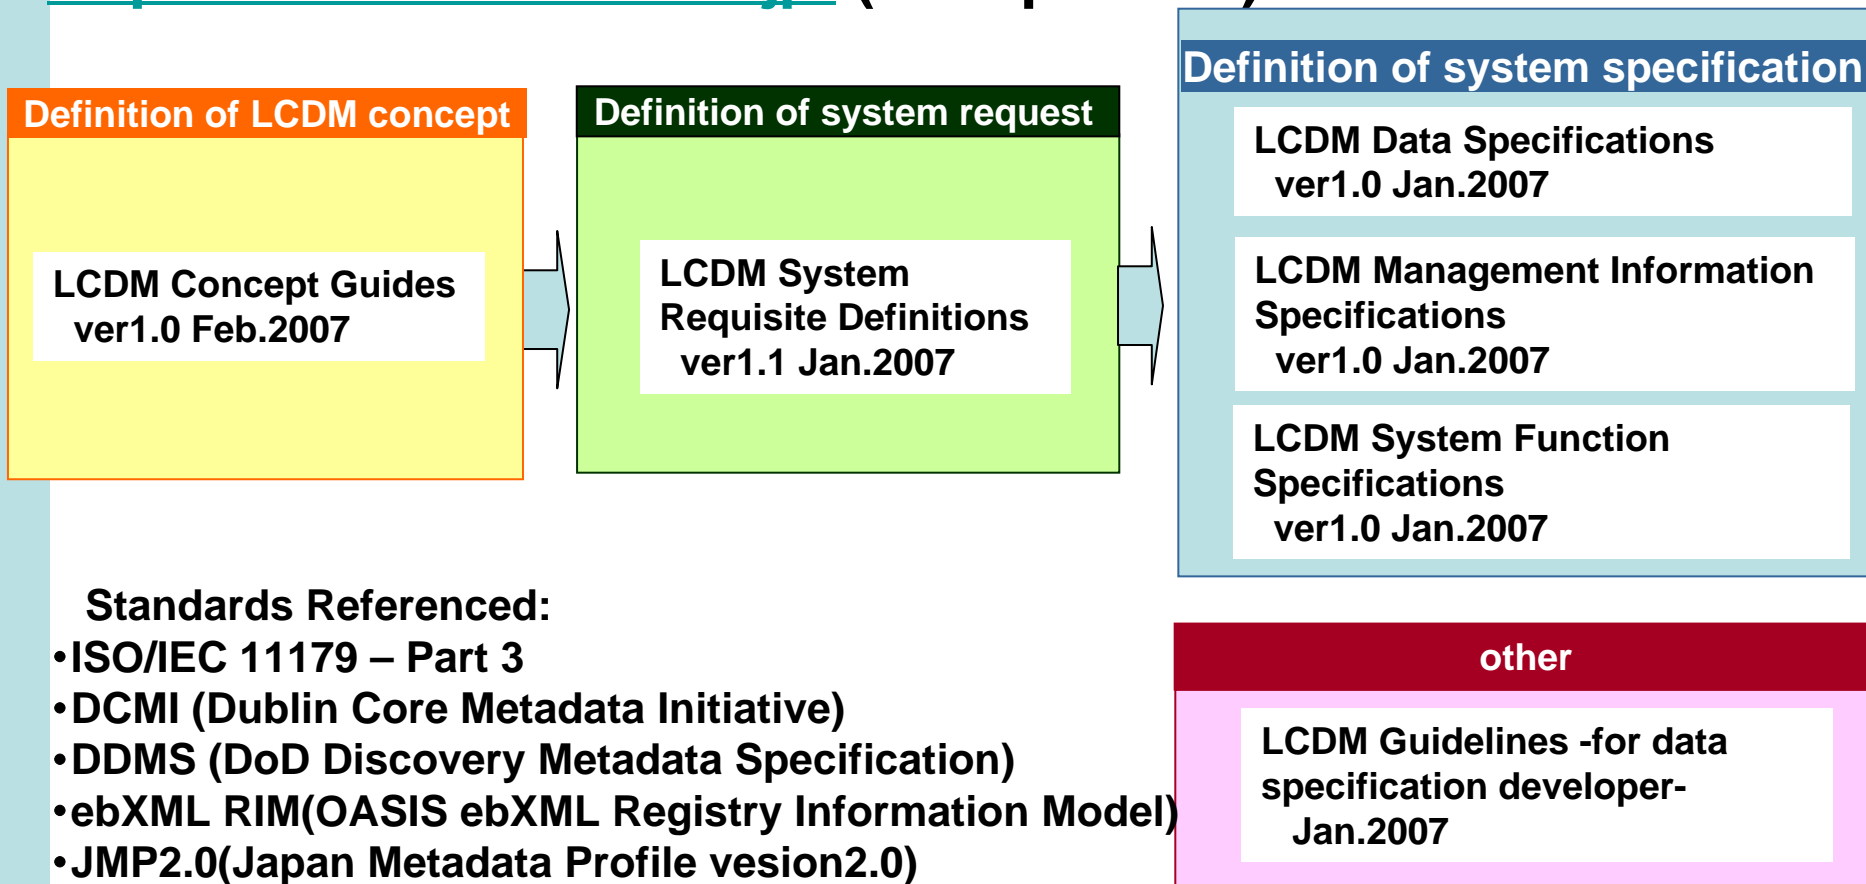 Definition of LCDM concept
LCDM Concept Guides
ver1.0 Feb.2007
Definition of system request
LCDM System
Requisite Definitions
ver1.1 Jan.2007
Definition of system specification
LCDM Data Specifications
ver1.0 Jan.2007
LCDM Management Information
Specifications
ver1.0 Jan.2007
LCDM System Function
Specifications
ver1.0 Jan.2007
Standards Referenced:
•ISO/IEC 11179 – Part 3
•DCMI (Dublin Core Metadata Initiative)
•DDMS (DoD Discovery Metadata Specification)
•ebXML RIM(OASIS ebXML Registry Information Model)
•JMP2.0(Japan Metadata Profile vesion2.0)
other
LCDM Guidelines -for data
specification developer-
Jan.2007